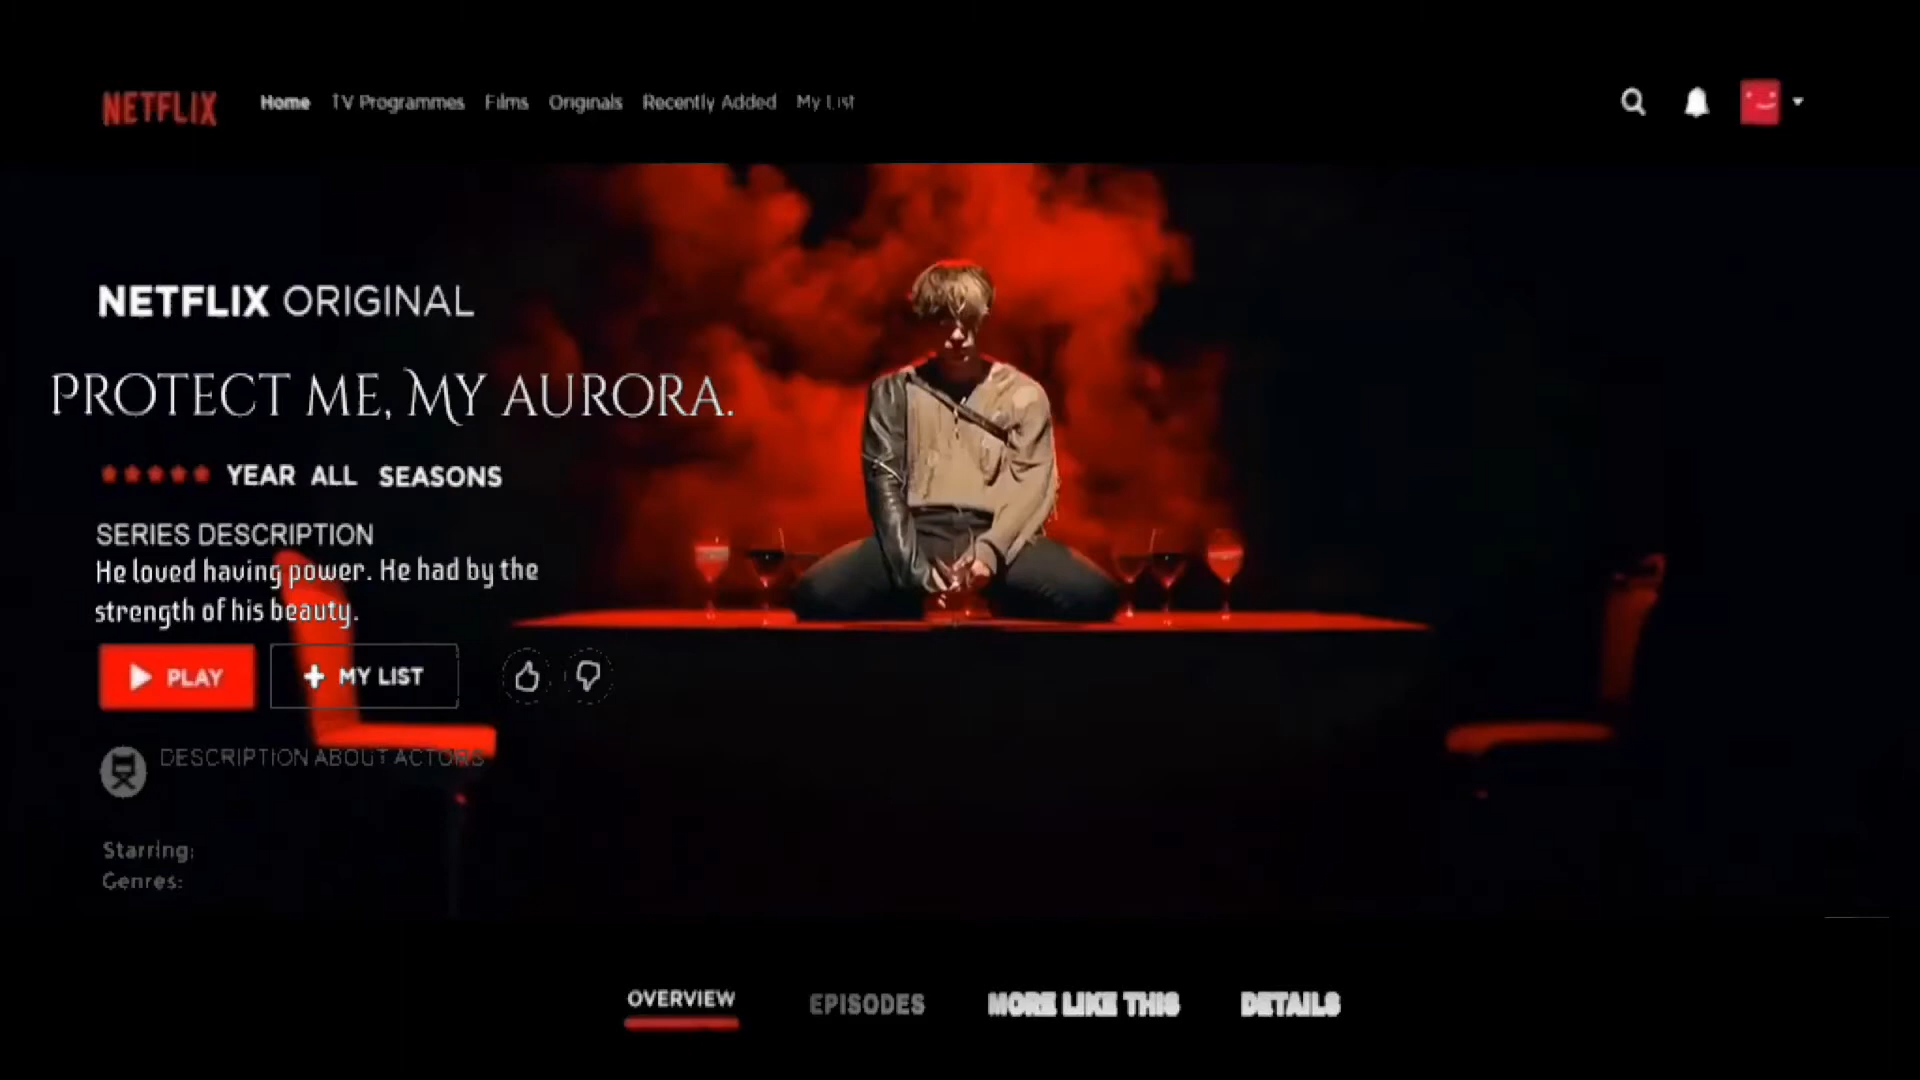 NETFLIX Home TV Programmes Films Originals Recently Added My List
NETFLIX ORIGINAL
PROTECT ME, MY AURORA.
YEAR ALL SEASONS
SERIES DESCRIPTION
He loved having power. He had by the
strength of his beauty.
PLAY MY LIST
DESCRIPTION ABOUT ACTORS
Starring:
Genres:
OVERVIEW EPISODES MORE LIKE THIS DETAILS